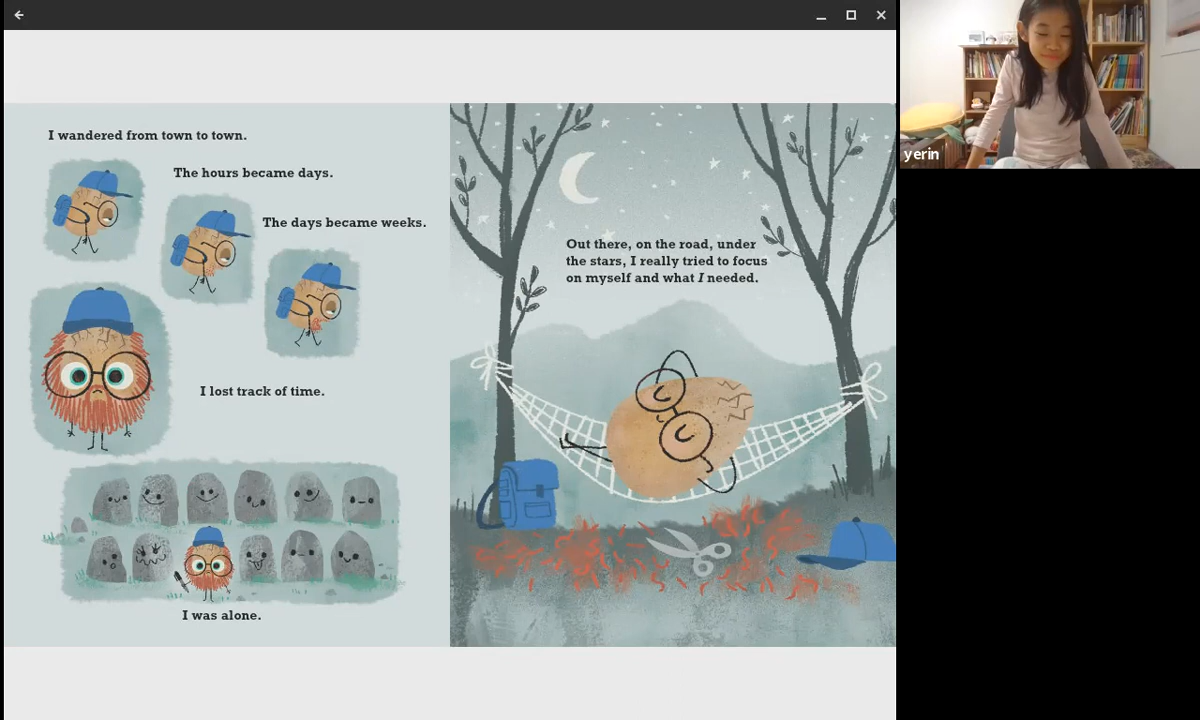 I wandered from town to town.
The hours became days.
The days became weeks.
I lost track of time.
I was alone.
Out there, on the road, under
the stars, I really tried to focus
on myself and what I needed.
yerin